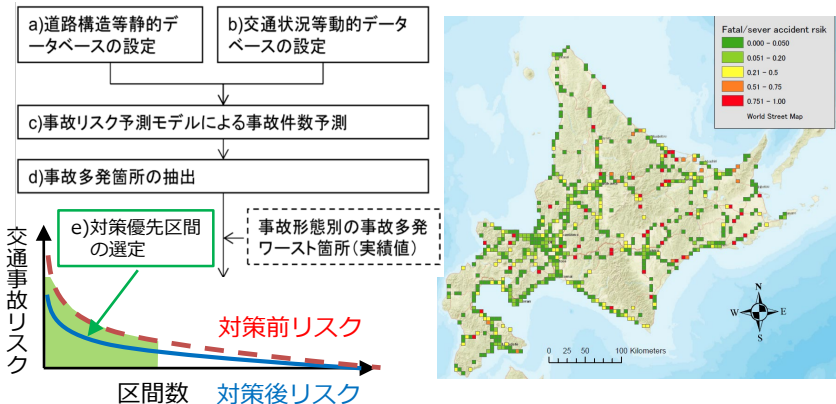 a)道路構造等静的デ
ータベースの設定
b)交通状況等動的データ
ベースの設定
c)事故リスク予測モデルによる事故件数予測
d)事故多発箇所の抽出
e)対策優先区間
の選定
事故形態別の事故多発
ワースト箇所(実績値)
交通事故リスク
対策前リスク
区間数
対策後リスク
Fatal/sever accident rsik
0.000 - 0.050
0.051 - 0.20
0.21 - 0.5
0.51 - 0.75
0.751 - 1.00
World Street Map
N
W
E
S
0 25 50 100 Kilometers